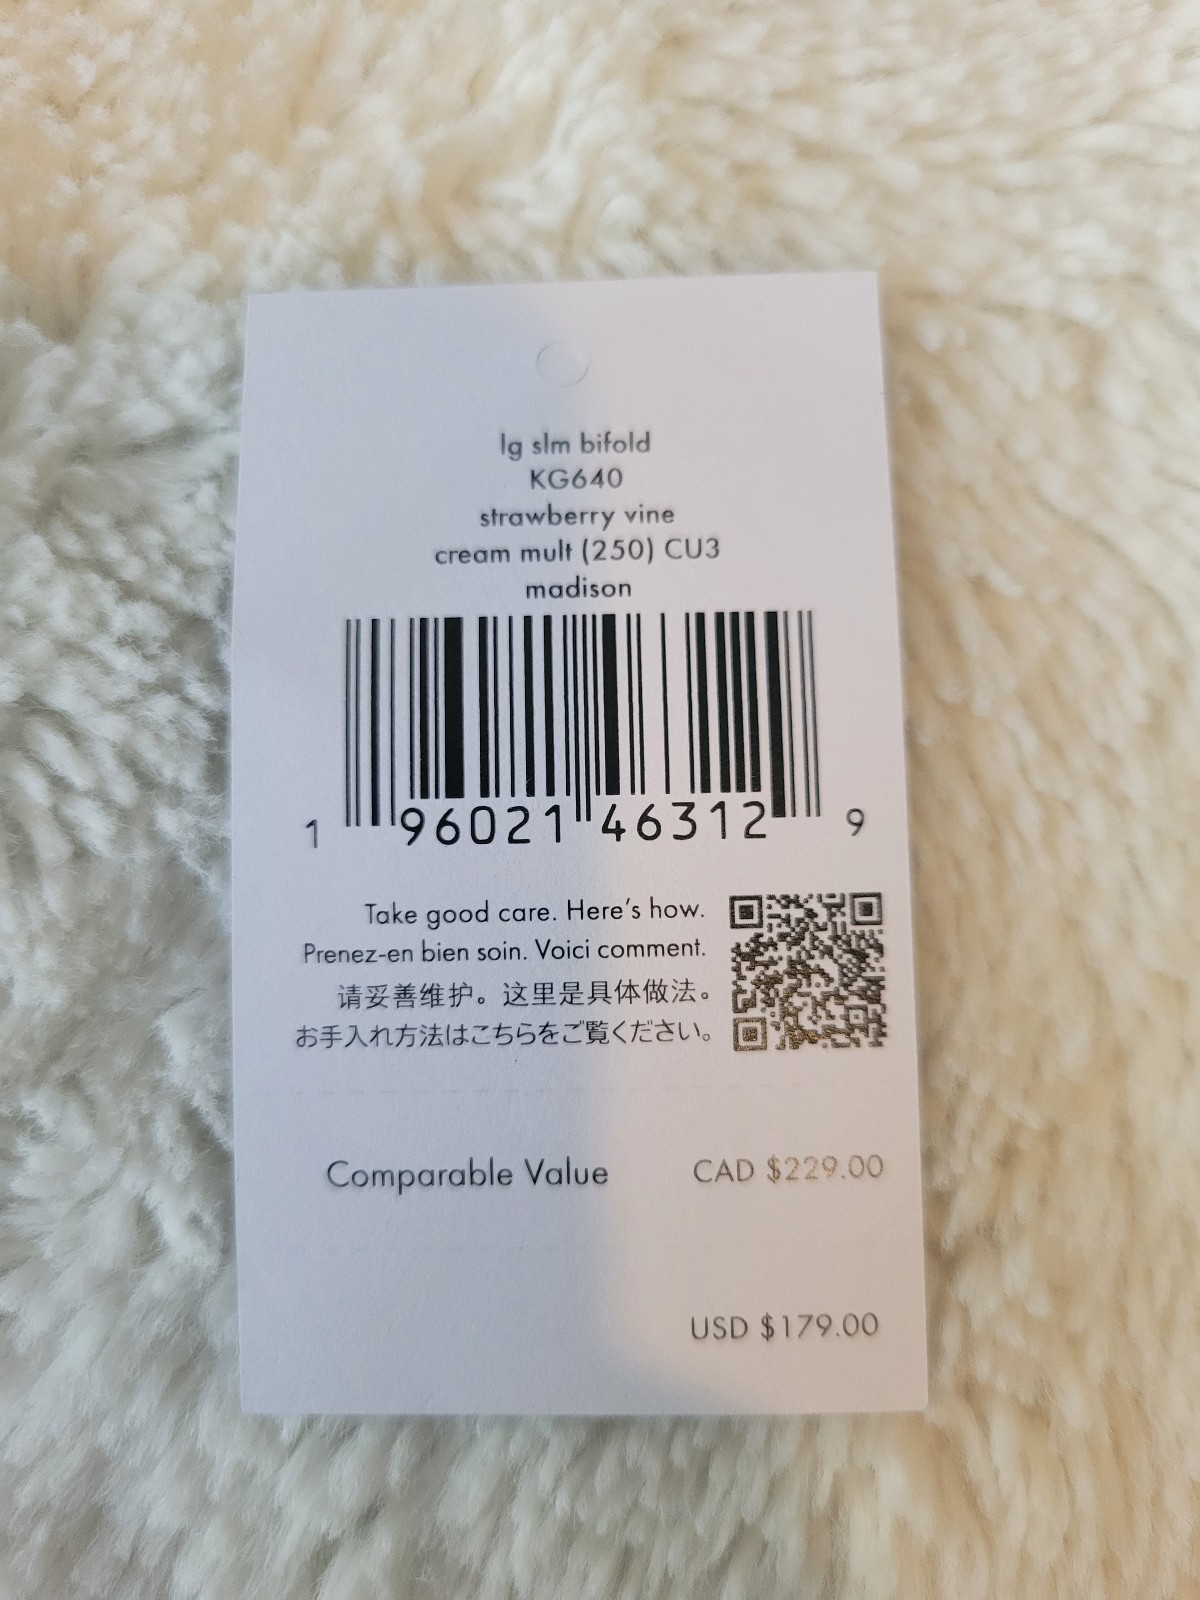 lg slm bifold
KG640
strawberry vine
cream mult (250) CU3
madison
1 96021 46312 9
Take good care. Here's how.
Prenez-en bien soin. Voici comment.
请妥善维护。这里是具体做法。
お手入れ方法はこちらをご覧ください。
Comparable Value CAD $229.00
USD $179.00